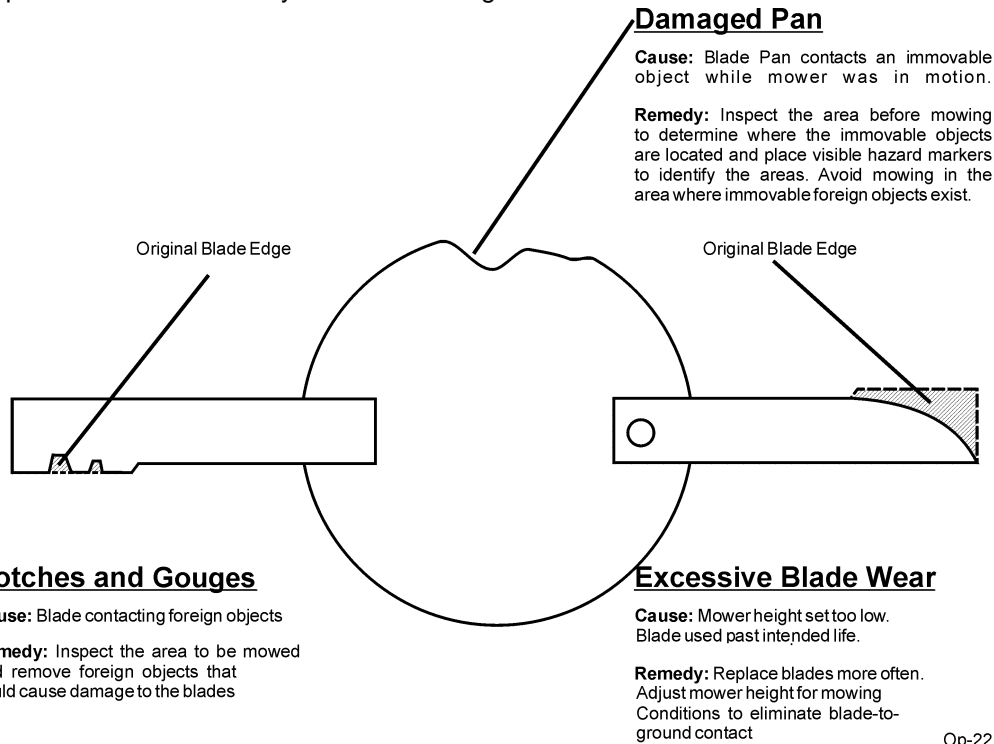 Damaged Pan
Cause: Blade Pan contacts an immovable
object while mower was in motion.
Remedy: Inspect the area before mowing
to determine where the immovable objects
are located and place visible hazard markers
to identify the areas. Avoid mowing in the
area where immovable foreign objects exist.
Original Blade Edge
Original Blade Edge
otches and Gouges
use: Blade contacting foreign objects
medy: Inspect the area to be mowed
d remove foreign objects that
uld cause damage to the blades
Excessive Blade Wear
Cause: Mower height set too low.
Blade used past intended life.
Remedy: Replace blades more often.
Adjust mower height for mowing
Conditions to eliminate blade-to-
ground contact
Op-22